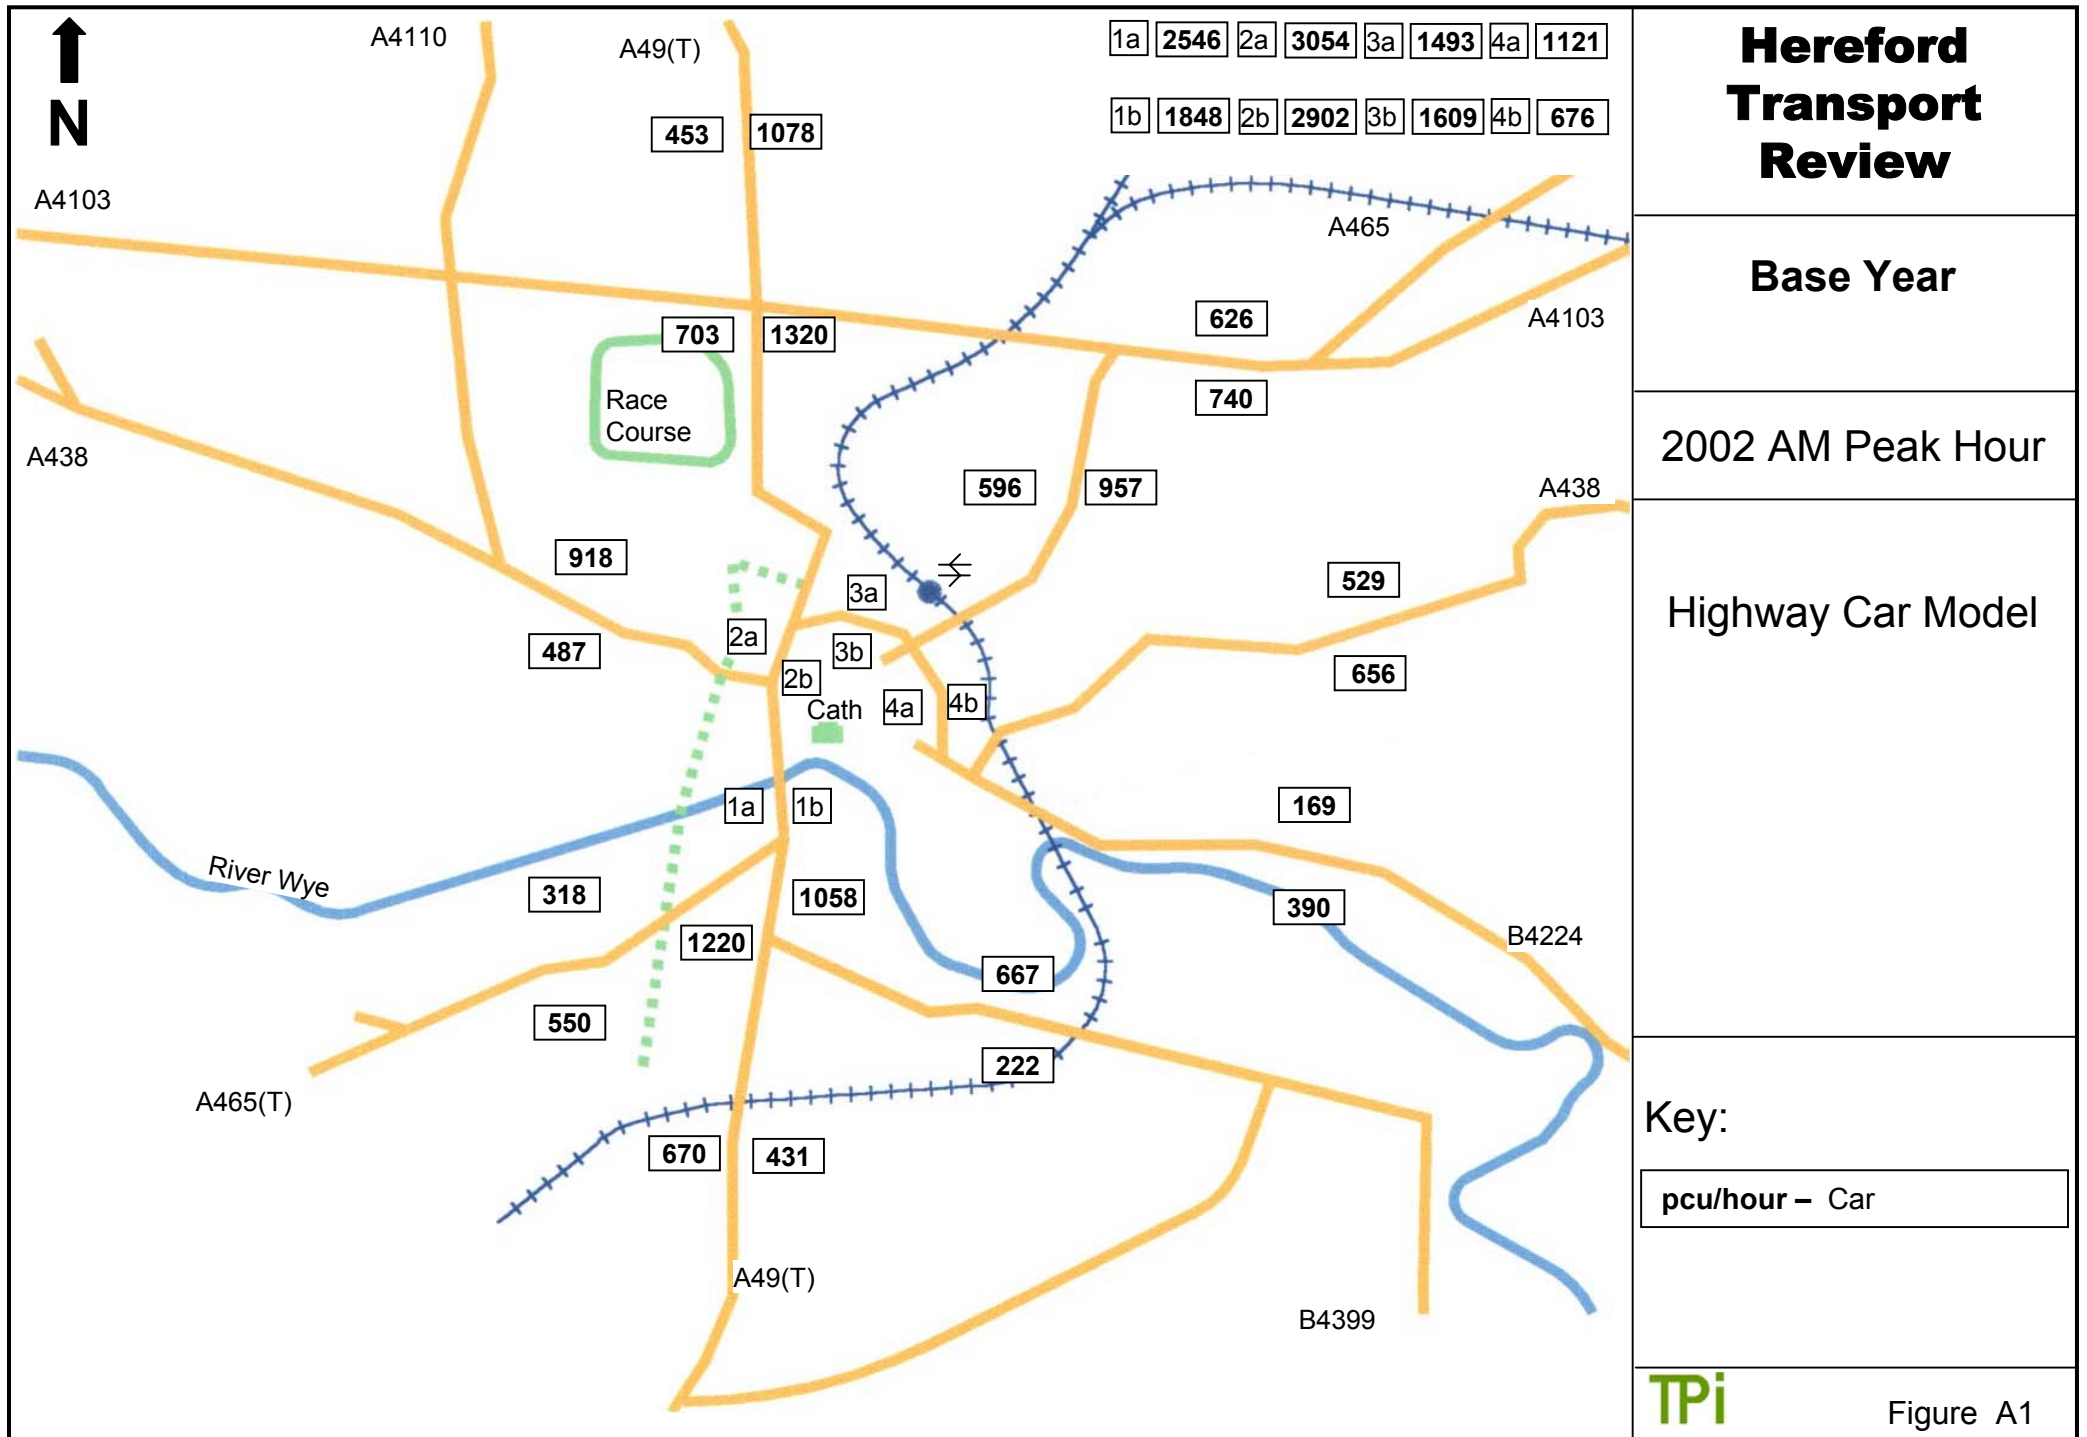 A4110
A49(T)
1a 2546 2a 3054 3a 1493 4a 1121
1b 1848 2b 2902 3b 1609 4b 676
N
453 1078
A4103
A465
703 1320
626
A4103
740
Race
Course
A438
596 957
A438
918
529
3a
2a
3b
487
656
2b
4a 4b
Cath
1a 1b
169
River Wye
318
1058
390
1220
B4224
667
550
222
A465(T)
670 431
A49(T)
B4399
Hereford
Transport
Review
Base Year
2002 AM Peak Hour
Highway Car Model
Key:
pcu/hour – Car
TPi
Figure A1